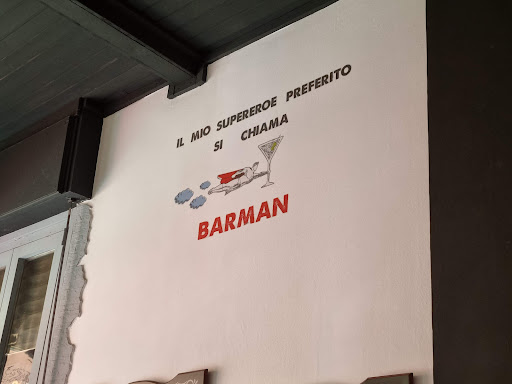 IL MIO SUPEREROE PREFERITO
SI CHIAMA
BARMAN